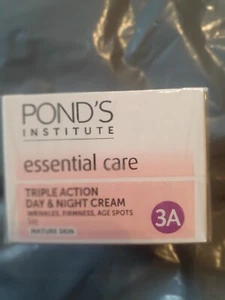 POND'S
INSTITUTE
essential care
TRIPLE ACTION
DAY & NIGHT CREAM
WRINKLES, FIRMNESS, AGE SPOTS
3A
MATURE SKIN